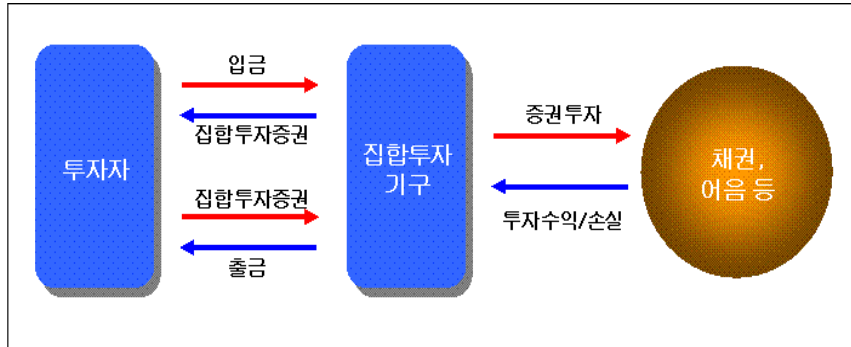 투자자
입금
집합투자증권
집합투자증권
출금
집합투자
기구
증권투자
투자수익/손실
채권,
어음 등